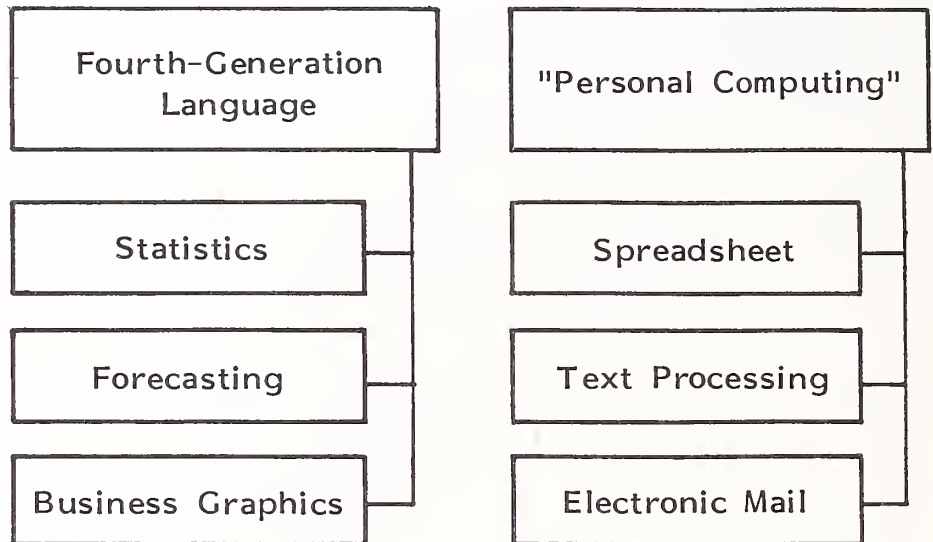 Fourth-Generation
Language
Statistics
Forecasting
Business Graphics
"Personal Computing"
Spreadsheet
Text Processing
Electronic Mail